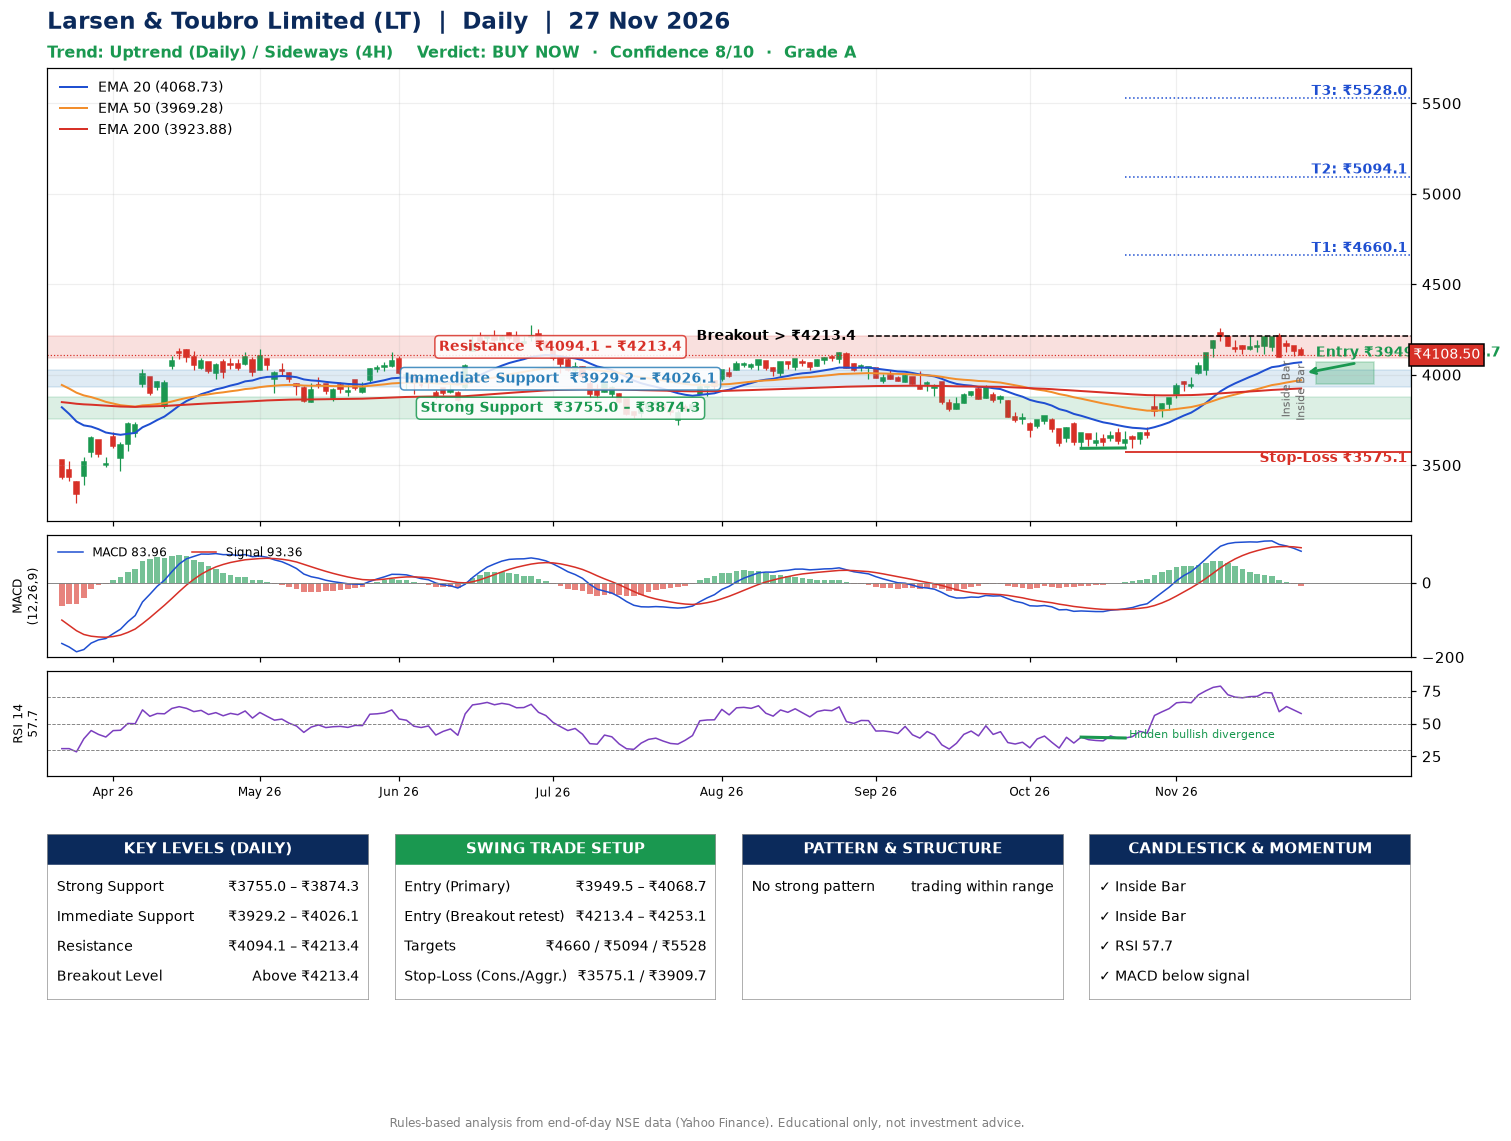 Larsen & Toubro Limited (LT)  |  Daily  |  27 Nov 2026
Trend: Uptrend (Daily) / Sideways (4H)    Verdict: BUY NOW  ·  Confidence 8/10  ·  Grade A
EMA 20 (4068.73)
EMA 50 (3969.28)
EMA 200 (3923.88)
T3: ₹5528.0
T2: ₹5094.1
T1: ₹4660.1
Breakout > ₹4213.4
Resistance  ₹4094.1 – ₹4213.4
Immediate Support  ₹3929.2 – ₹4026.1
Strong Support  ₹3755.0 – ₹3874.3
Entry ₹3949
.7
₹4108.50
Inside Bar
Inside Bar
Stop-Loss ₹3575.1
5500
5000
4500
4000
3500
MACD 83.96
Signal 93.36
MACD
(12,26,9)
0
−200
RSI 14
57.7
Hidden bullish divergence
75
50
25
Apr 26
May 26
Jun 26
Jul 26
Aug 26
Sep 26
Oct 26
Nov 26
KEY LEVELS (DAILY)
Strong Support ₹3755.0 – ₹3874.3
Immediate Support ₹3929.2 – ₹4026.1
Resistance ₹4094.1 – ₹4213.4
Breakout Level Above ₹4213.4
SWING TRADE SETUP
Entry (Primary) ₹3949.5 – ₹4068.7
Entry (Breakout retest) ₹4213.4 – ₹4253.1
Targets ₹4660 / ₹5094 / ₹5528
Stop-Loss (Cons./Aggr.) ₹3575.1 / ₹3909.7
PATTERN & STRUCTURE
No strong pattern trading within range
CANDLESTICK & MOMENTUM
✓ Inside Bar
✓ Inside Bar
✓ RSI 57.7
✓ MACD below signal
Rules-based analysis from end-of-day NSE data (Yahoo Finance). Educational only, not investment advice.